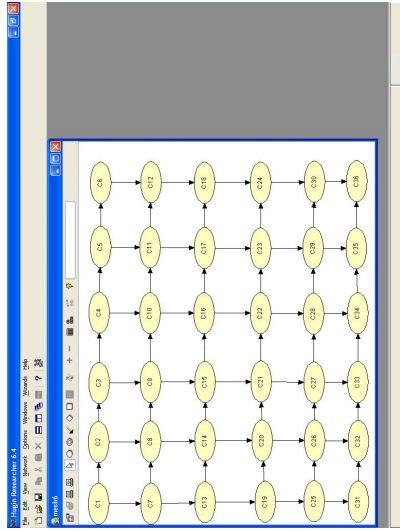 Hugin Researcher 6.4
File Edit View Network Options Windows Wizards Help
mesh6
C1 C2 C3 C4 C5 C6
C7 C8 C9 C10 C11 C12
C13 C14 C15 C16 C17 C18
C19 C20 C21 C22 C23 C24
C25 C26 C27 C28 C29 C30
C31 C32 C33 C34 C35 C36